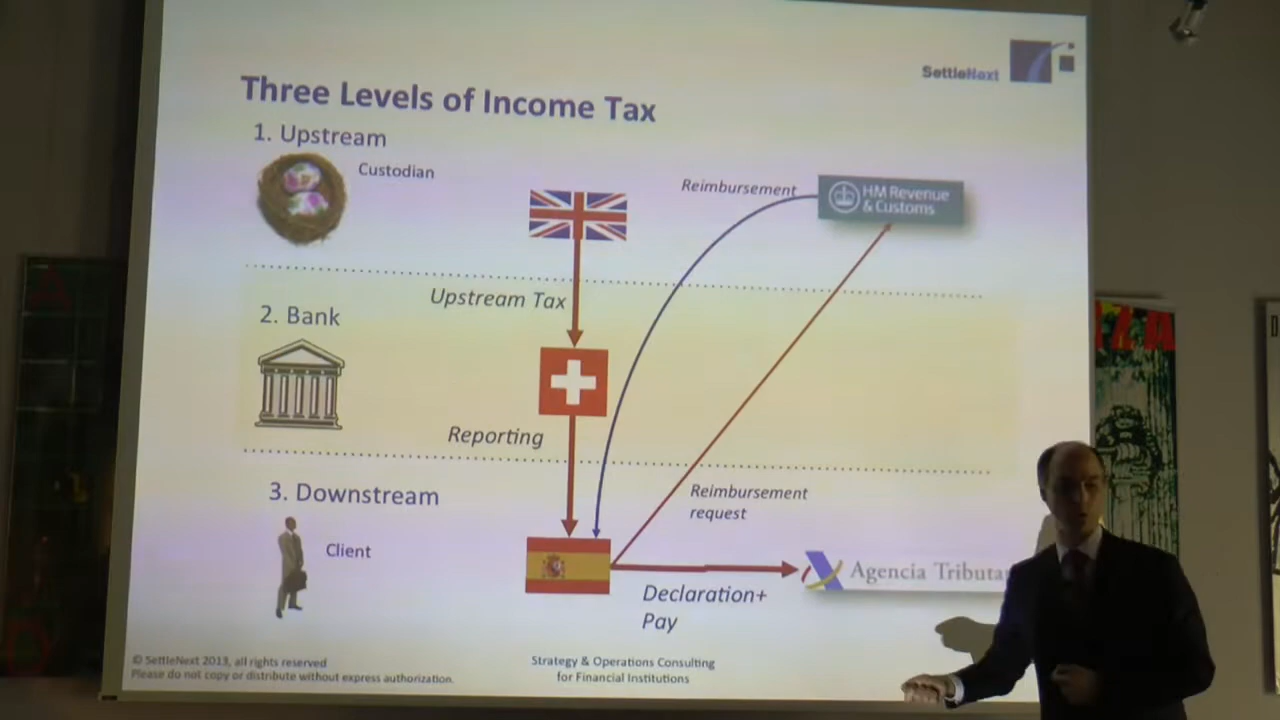 SettleNext
Three Levels of Income Tax
1. Upstream
Custodian
Reimbursement
HM Revenue
& Customs
Upstream Tax
2. Bank
Reporting
3. Downstream
Reimbursement
request
Client
Agencia Tributa
Declaration+
Pay
© SettleNext 2013, all rights reserved
Please do not copy or distribute without express authorization.
Strategy & Operations Consulting
for Financial Institutions